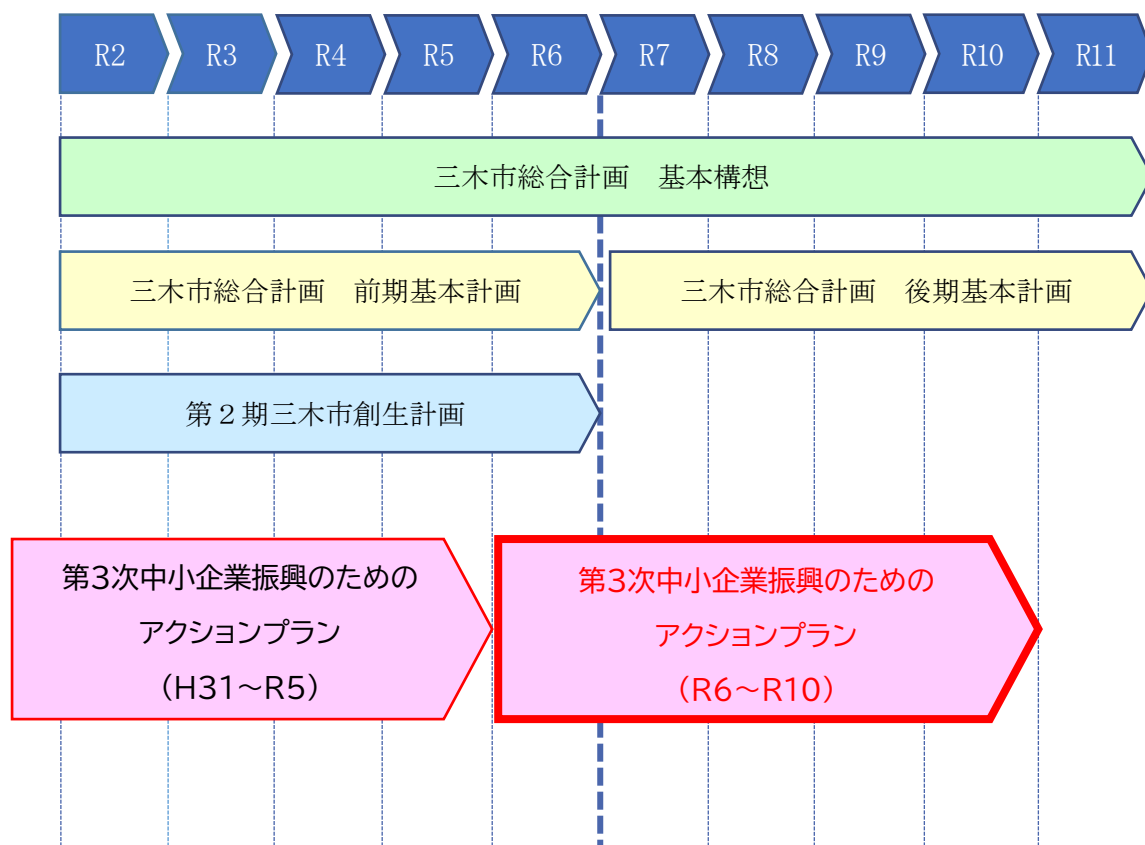 R2 R3 R4 R5 R6 R7 R8 R9 R10 R11
三木市総合計画　基本構想
三木市総合計画　前期基本計画
三木市総合計画　後期基本計画
第２期三木市創生計画
第3次中小企業振興のための
アクションプラン
（H31～R5）
第3次中小企業振興のための
アクションプラン
（R6～R10）